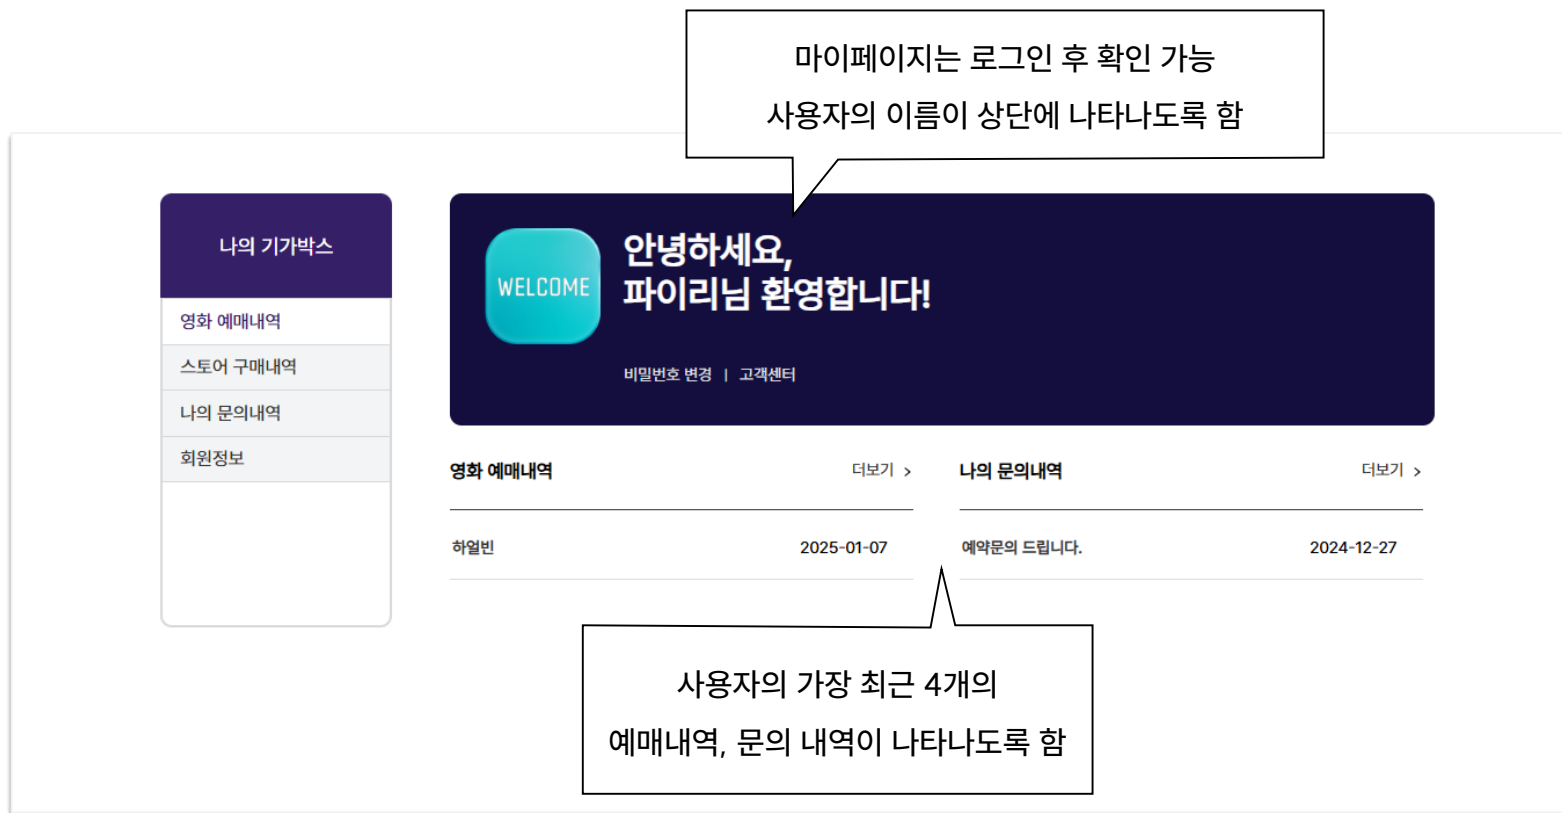 마이페이지는 로그인 후 확인 가능
사용자의 이름이 상단에 나타나도록 함
나의 기가박스
영화 예매내역
스토어 구매내역
나의 문의내역
회원정보
WELCOME
안녕하세요,
파이리님 환영합니다!
비밀번호 변경 | 고객센터
영화 예매내역 더보기 >
하얼빈 2025-01-07
나의 문의내역 더보기 >
예약문의 드립니다. 2024-12-27
사용자의 가장 최근 4개의
예매내역, 문의 내역이 나타나도록 함